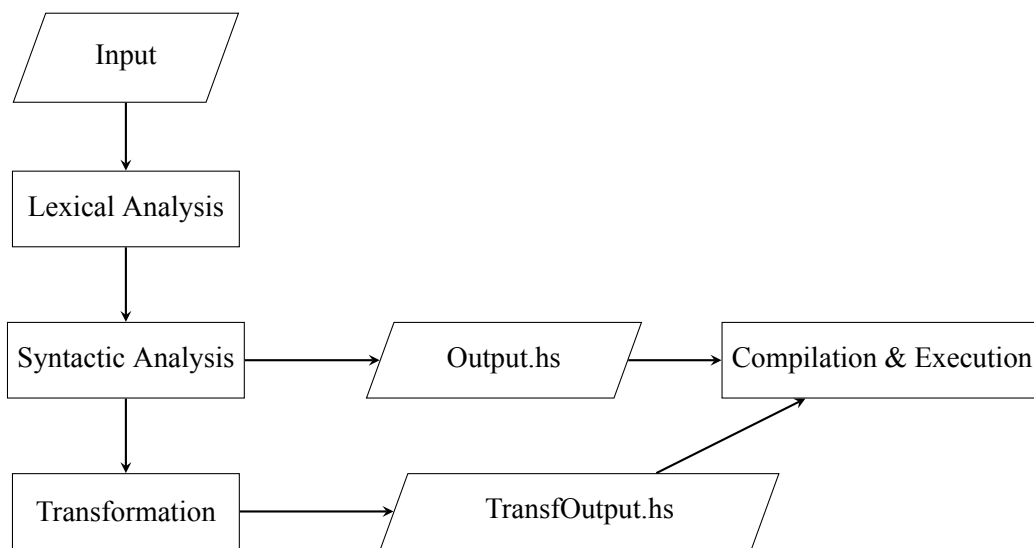 Input
Lexical Analysis
Syntactic Analysis
Output.hs
Compilation & Execution
Transformation
TransfOutput.hs